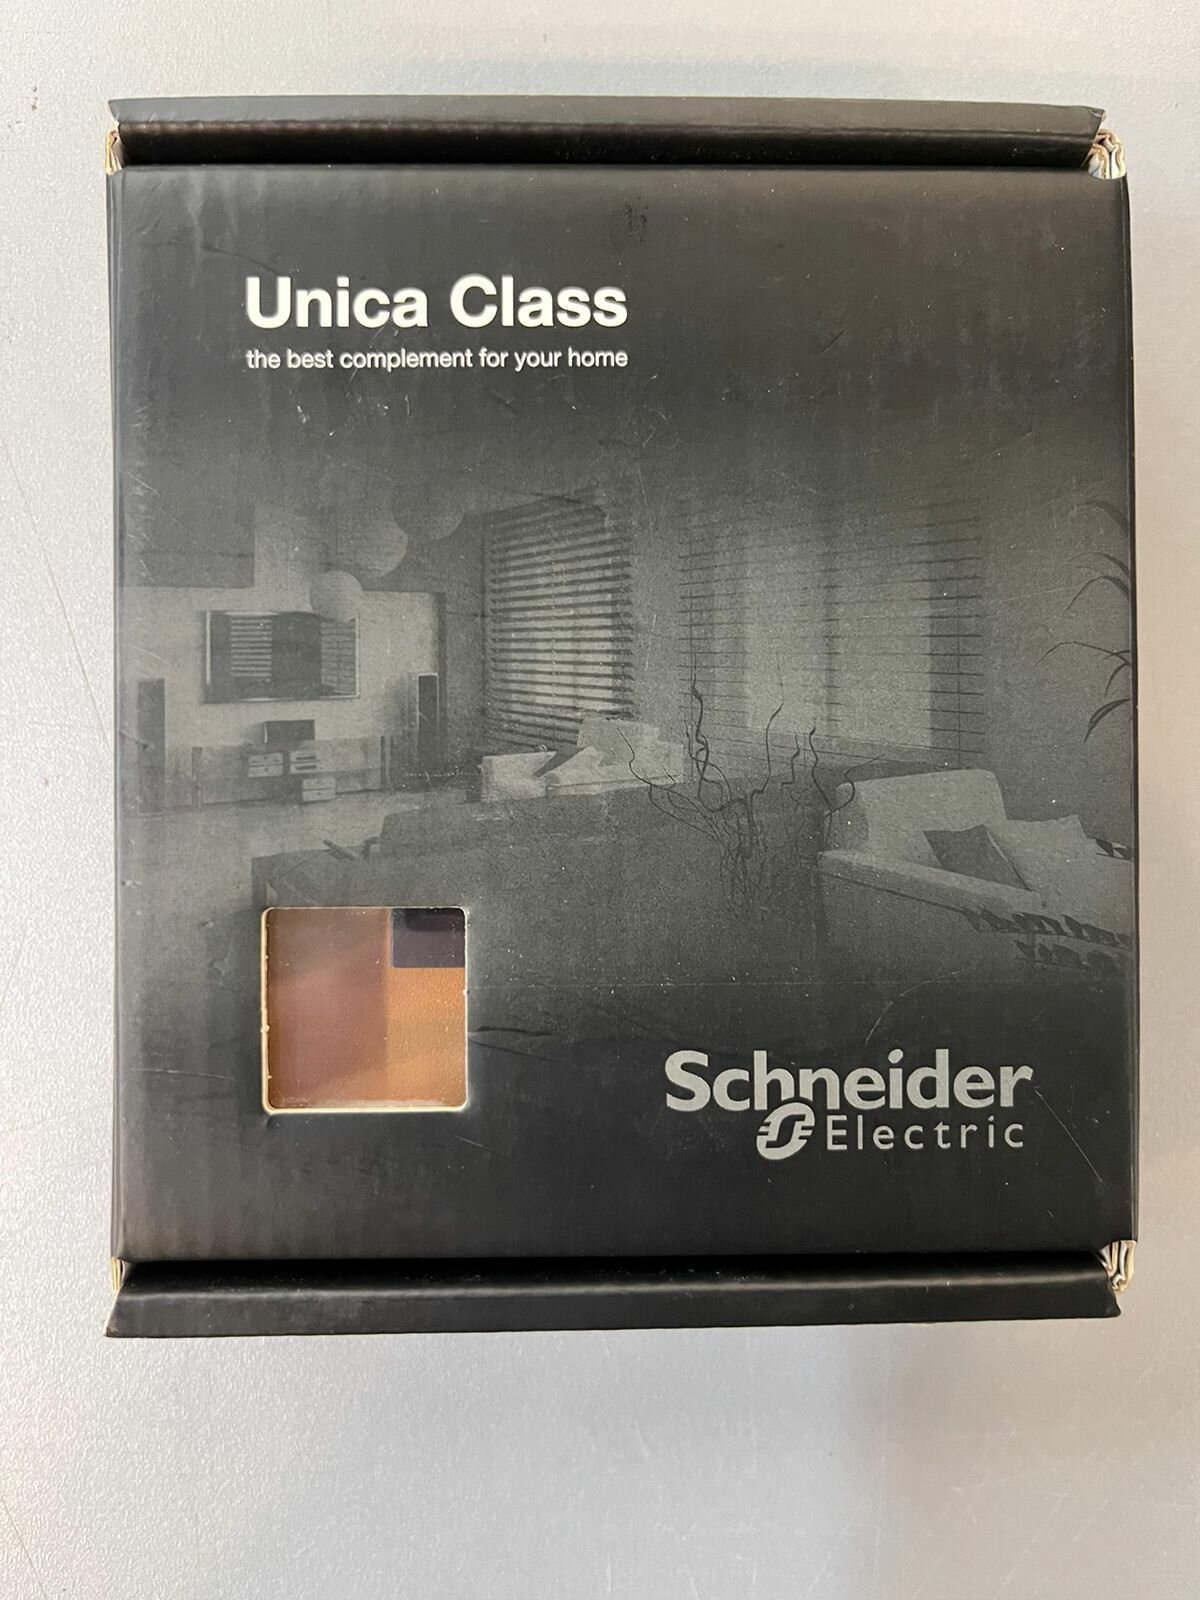 Unica Class
the best complement for your home
Schneider
Electric